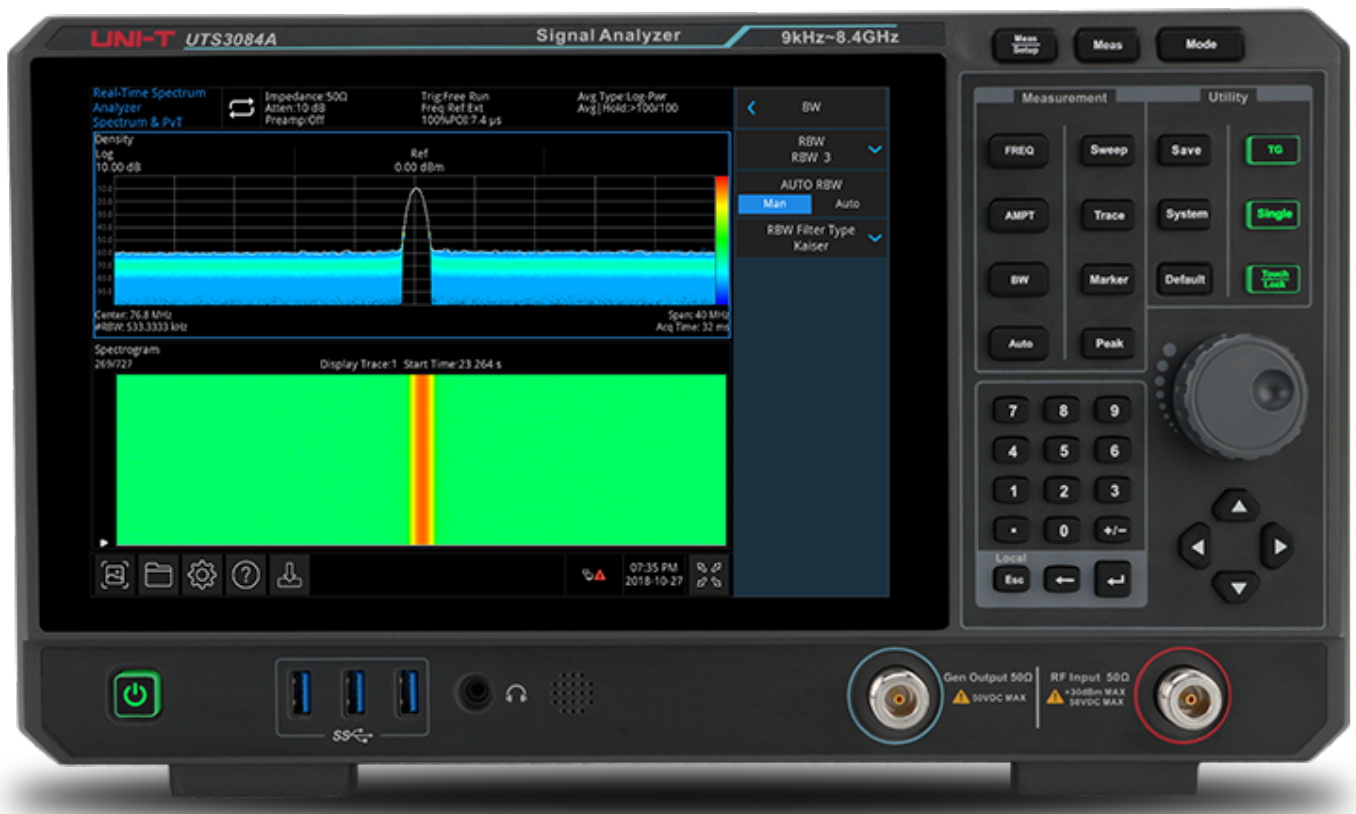 UNI-T UTS3084A Signal Analyzer 9kHz~8.4GHz
Meas Setup
Meas
Mode
Real-Time Spectrum
Analyzer
Spectrum & PvT
Impedance:50Ω
Atten:10 dB
Preamp:Off
Trig:Free Run
Freq Ref:Ext
100%POI:7.4 μs
Avg Type:Log-Pwr
Avg|Hold:>100/100
BW
RBW
RBW 3
AUTO RBW
Man Auto
RBW Filter Type
Kaiser
Density
Log
10.00 dB
Ref
0.00 dBm
Center: 76.8 MHz
#RBW: 533.3333 kHz
Span: 40 MHz
Acq Time: 32 ms
Spectrogram
269/727
Display Trace:1 Start Time:23.264 s
07:35 PM
2018-10-27
Measurement
Utility
FREQ
Sweep
Save
TG
AMPT
Trace
System
Single
BW
Marker
Default
Touch Lock
Auto
Peak
7 8 9
4 5 6
1 2 3
. 0 +/-
Local
Esc
SS
Gen Output 50Ω
50VDC MAX
RF Input 50Ω
+30dBm MAX
50VDC MAX